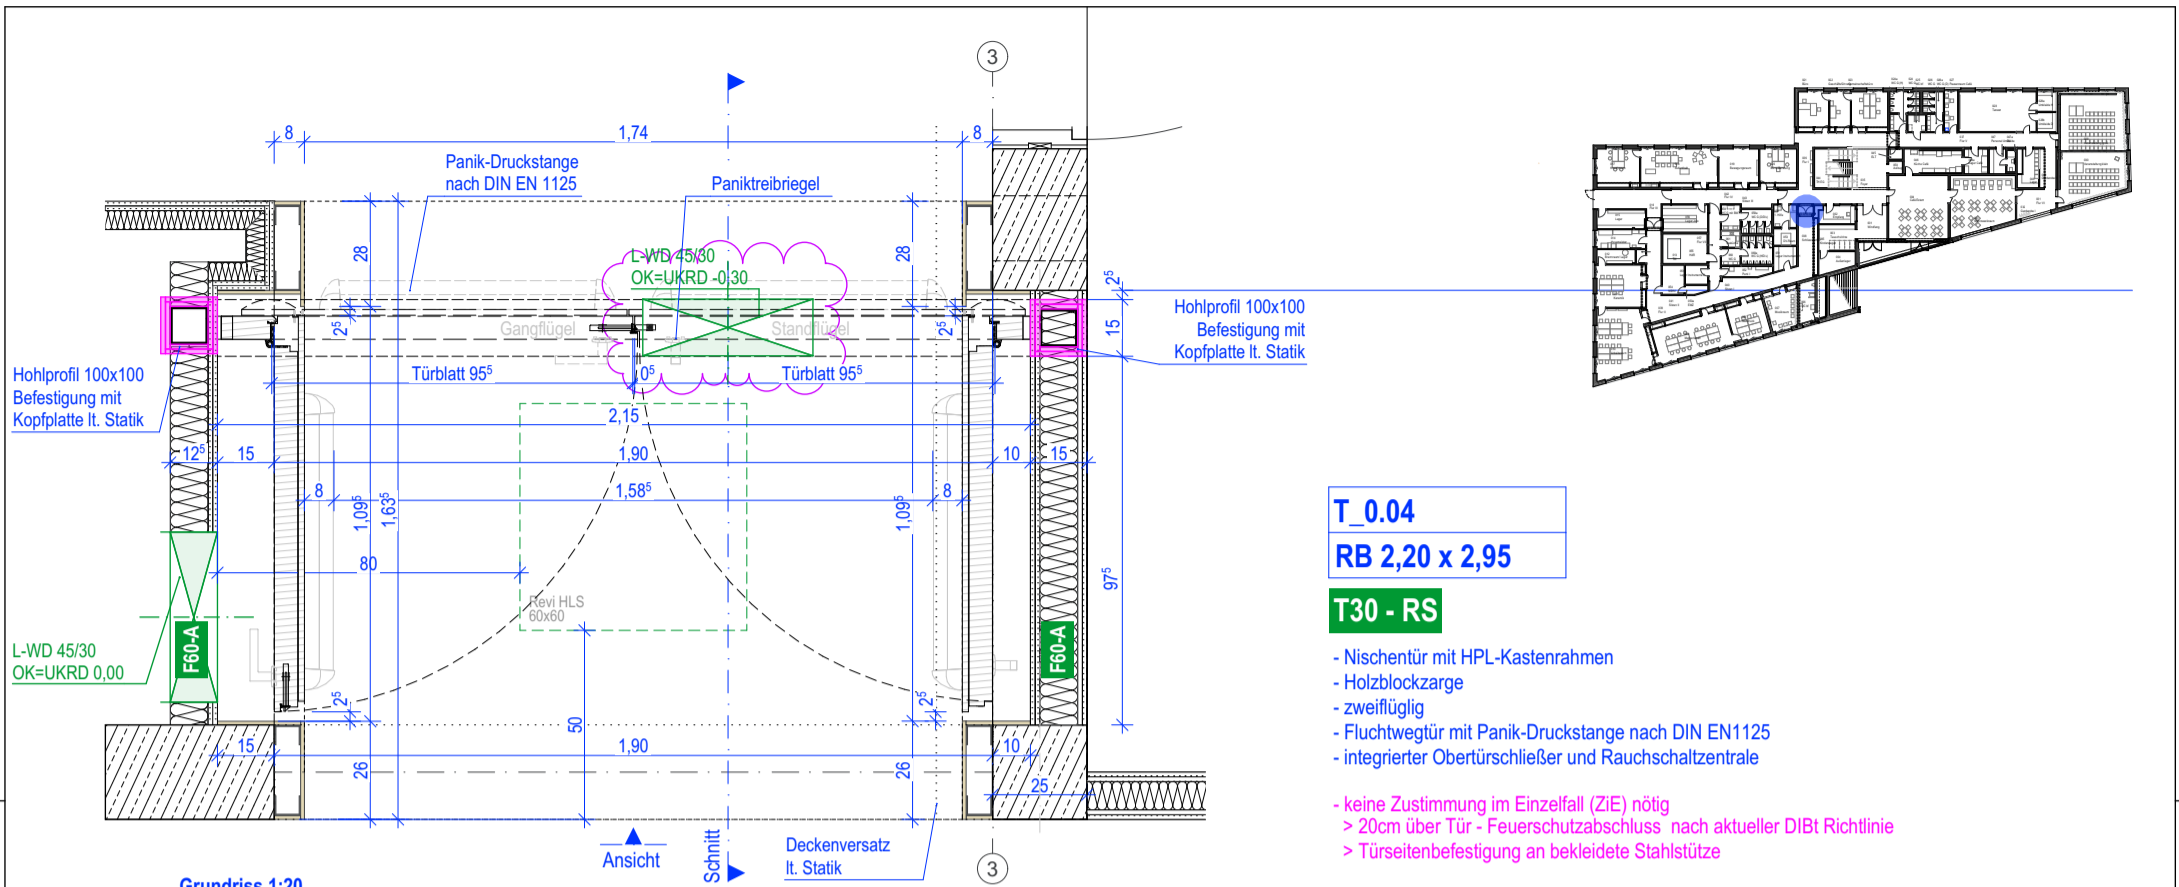 3
8
1,74
8
Panik-Druckstange
nach DIN EN 1125
Paniktreibriegel
28
L-WD 45/30
OK=UKRD -0,30
28
2⁵
2⁵
Gangflügel
Standflügel
2⁵
15
Hohlprofil 100x100
Befestigung mit
Kopfplatte lt. Statik
Hohlprofil 100x100
Befestigung mit
Kopfplatte lt. Statik
Türblatt 95⁵
0⁵
Türblatt 95⁵
2,15
12⁵
15
1,90
10
15
8
1,58⁵
8
1,09⁵
1,63⁵
1,09⁵
97⁵
80
Revi HLS
60x60
F60-A
F60-A
L-WD 45/30
OK=UKRD 0,00
2⁵
2⁵
50
15
1,90
10
26
26
25
Ansicht
Schnitt
Deckenversatz
lt. Statik
3
Grundriss 1:20
T_0.04
RB 2,20 x 2,95
T30 - RS
- Nischentür mit HPL-Kastenrahmen
- Holzblockzarge
- zweiflüglig
- Fluchtwegtür mit Panik-Druckstange nach DIN EN1125
- integrierter Obertürschließer und Rauchschaltzentrale
- keine Zustimmung im Einzelfall (ZiE) nötig
> 20cm über Tür - Feuerschutzabschluss nach aktueller DIBt Richtlinie
> Türseitenbefestigung an bekleidete Stahlstütze